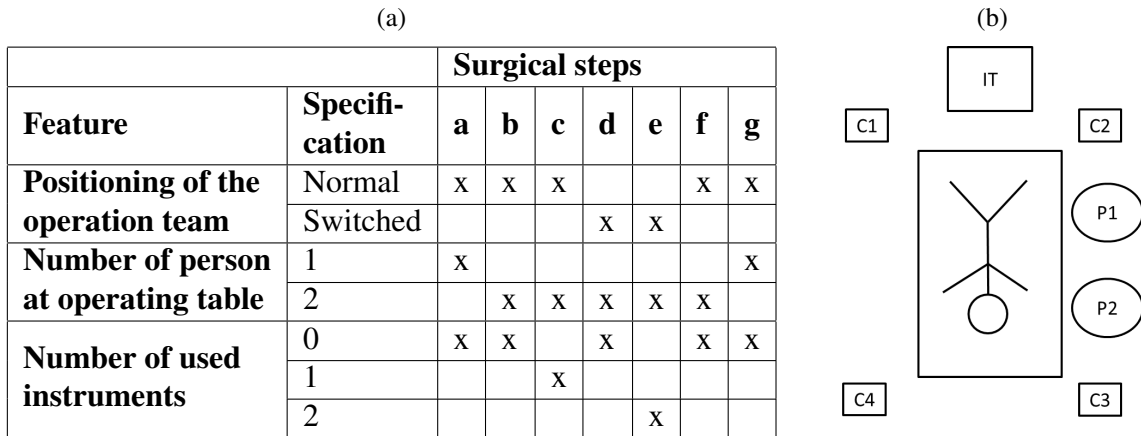 (a)
(b)
Surgical steps
Feature Specifi-
cation a b c d e f g
Positioning of the
operation team Normal x x x x x
Switched x x
Number of person
at operating table 1 x x
2 x x x x x
Number of used
instruments 0 x x x x x
1 x
2 x
IT
C1 C2
P1
P2
C4 C3